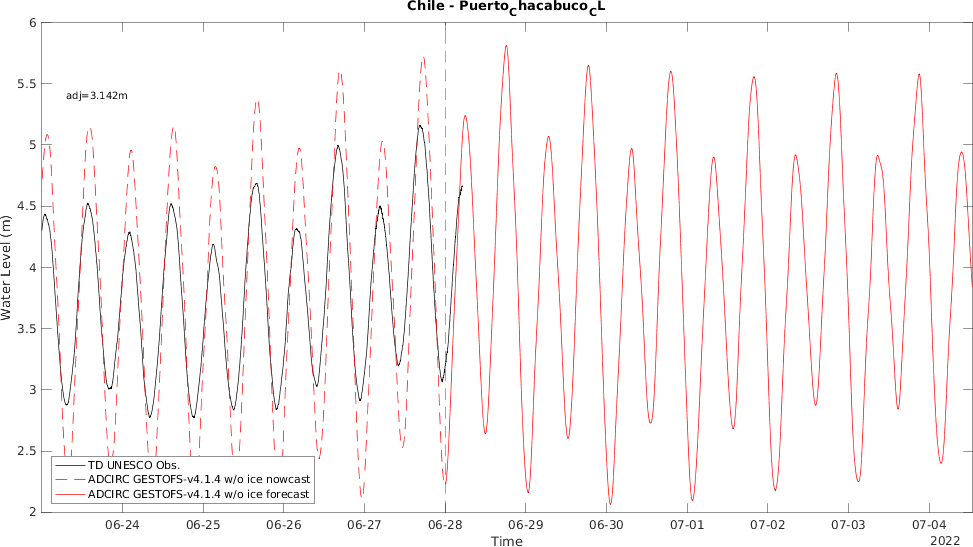 Chile - Puerto_Chacabuco_CL
6
5.5
5
4.5
4
3.5
3
2.5
2
Water Level (m)
adj=3.142m
TD UNESCO Obs.
ADCIRC GESTOFS-v4.1.4 w/o ice nowcast
ADCIRC GESTOFS-v4.1.4 w/o ice forecast
06-24 06-25 06-26 06-27 06-28 06-29 06-30 07-01 07-02 07-03 07-04
Time
2022